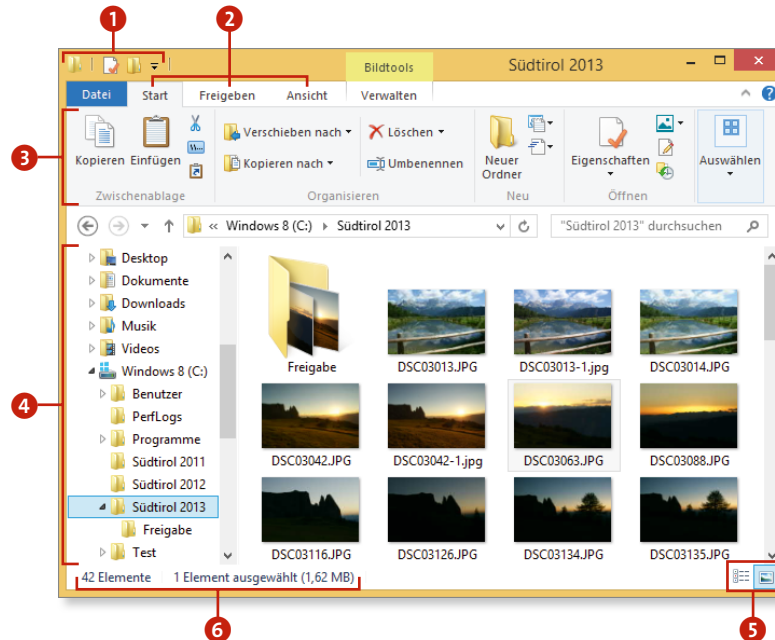 1
2
Bildtools
Südtirol 2013
Datei
Start
Freigeben
Ansicht
Verwalten
3
Kopieren
Einfügen
Verschieben nach
Kopieren nach
Löschen
Umbenennen
Neuer
Ordner
Eigenschaften
Auswählen
Zwischenablage
Organisieren
Neu
Öffnen
« Windows 8 (C:)
Südtirol 2013
"Südtirol 2013" durchsuchen
4
Desktop
Dokumente
Downloads
Musik
Videos
Windows 8 (C:)
Benutzer
PerfLogs
Programme
Südtirol 2011
Südtirol 2012
Südtirol 2013
Freigabe
Test
Freigabe
DSC03013.JPG
DSC03013-1.jpg
DSC03014.JPG
DSC03042.JPG
DSC03042-1.jpg
DSC03063.JPG
DSC03088.JPG
DSC03116.JPG
DSC03126.JPG
DSC03134.JPG
DSC03135.JPG
42 Elemente
1 Element ausgewählt (1,62 MB)
6
5